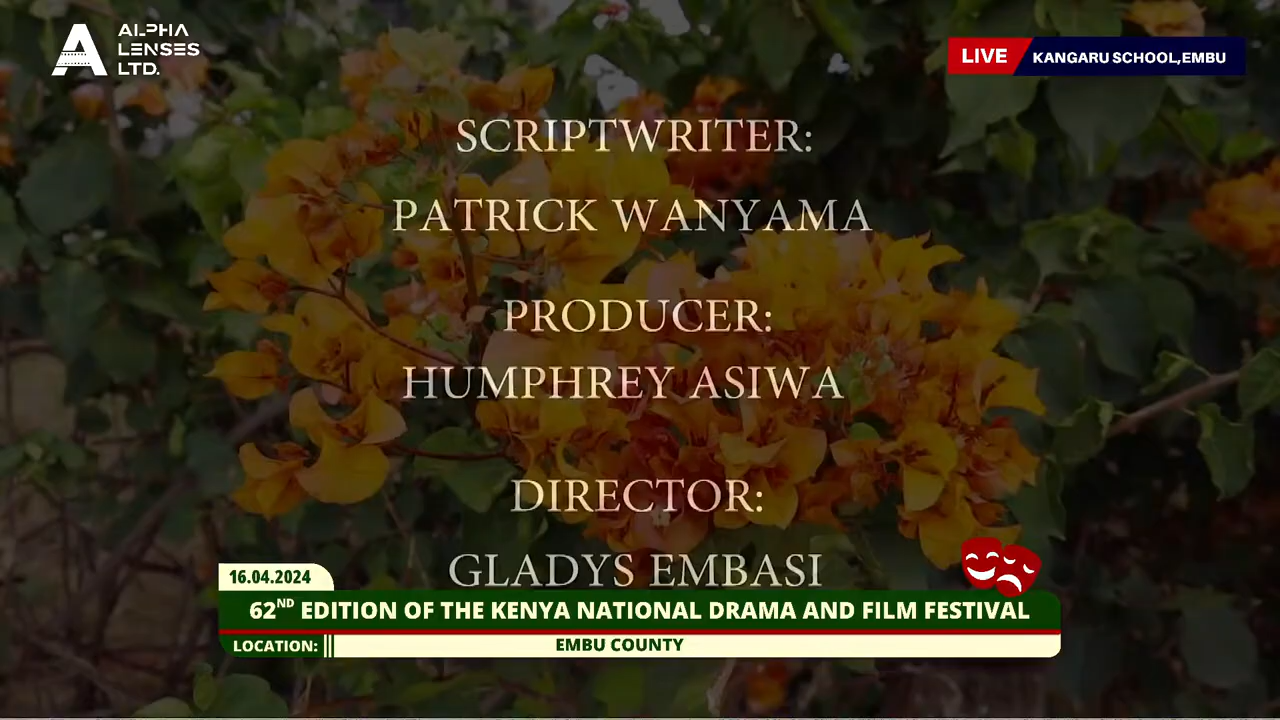 ALPHA
LENSES
LTD.
LIVE
KANGARU SCHOOL,EMBU
SCRIPTWRITER:
PATRICK WANYAMA
PRODUCER:
HUMPHREY ASIWA
DIRECTOR:
GLADYS EMBASI
16.04.2024
62ND EDITION OF THE KENYA NATIONAL DRAMA AND FILM FESTIVAL
LOCATION:
EMBU COUNTY